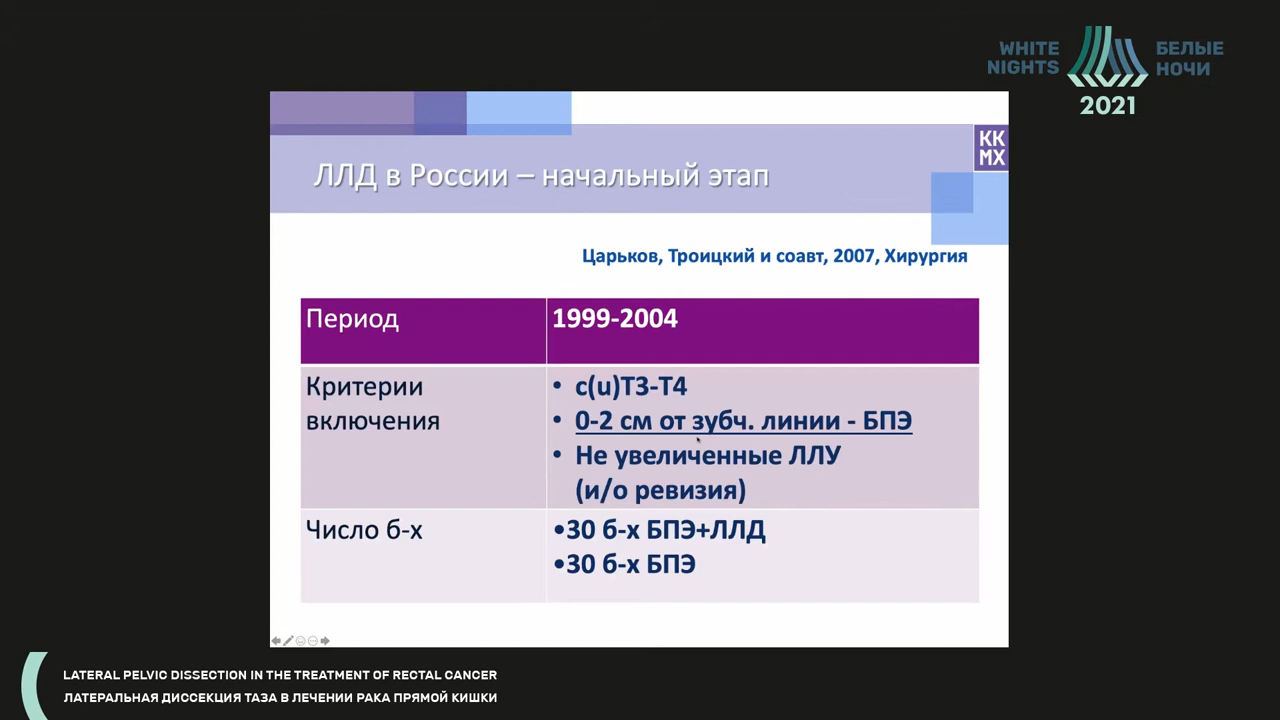 WHITE NIGHTS
БЕЛЫЕ НОЧИ
2021
КК
МХ
ЛЛД в России – начальный этап
Царьков, Троицкий и соавт, 2007, Хирургия
Период
1999-2004
Критерии
включения
• c(u)T3-T4
• 0-2 см от зубч. линии - БПЭ
• Не увеличенные ЛЛУ
(и/о ревизия)
Число б-х
•30 б-х БПЭ+ЛЛД
•30 б-х БПЭ
LATERAL PELVIC DISSECTION IN THE TREATMENT OF RECTAL CANCER
ЛАТЕРАЛЬНАЯ ДИССЕКЦИЯ ТАЗА В ЛЕЧЕНИИ РАКА ПРЯМОЙ КИШКИ